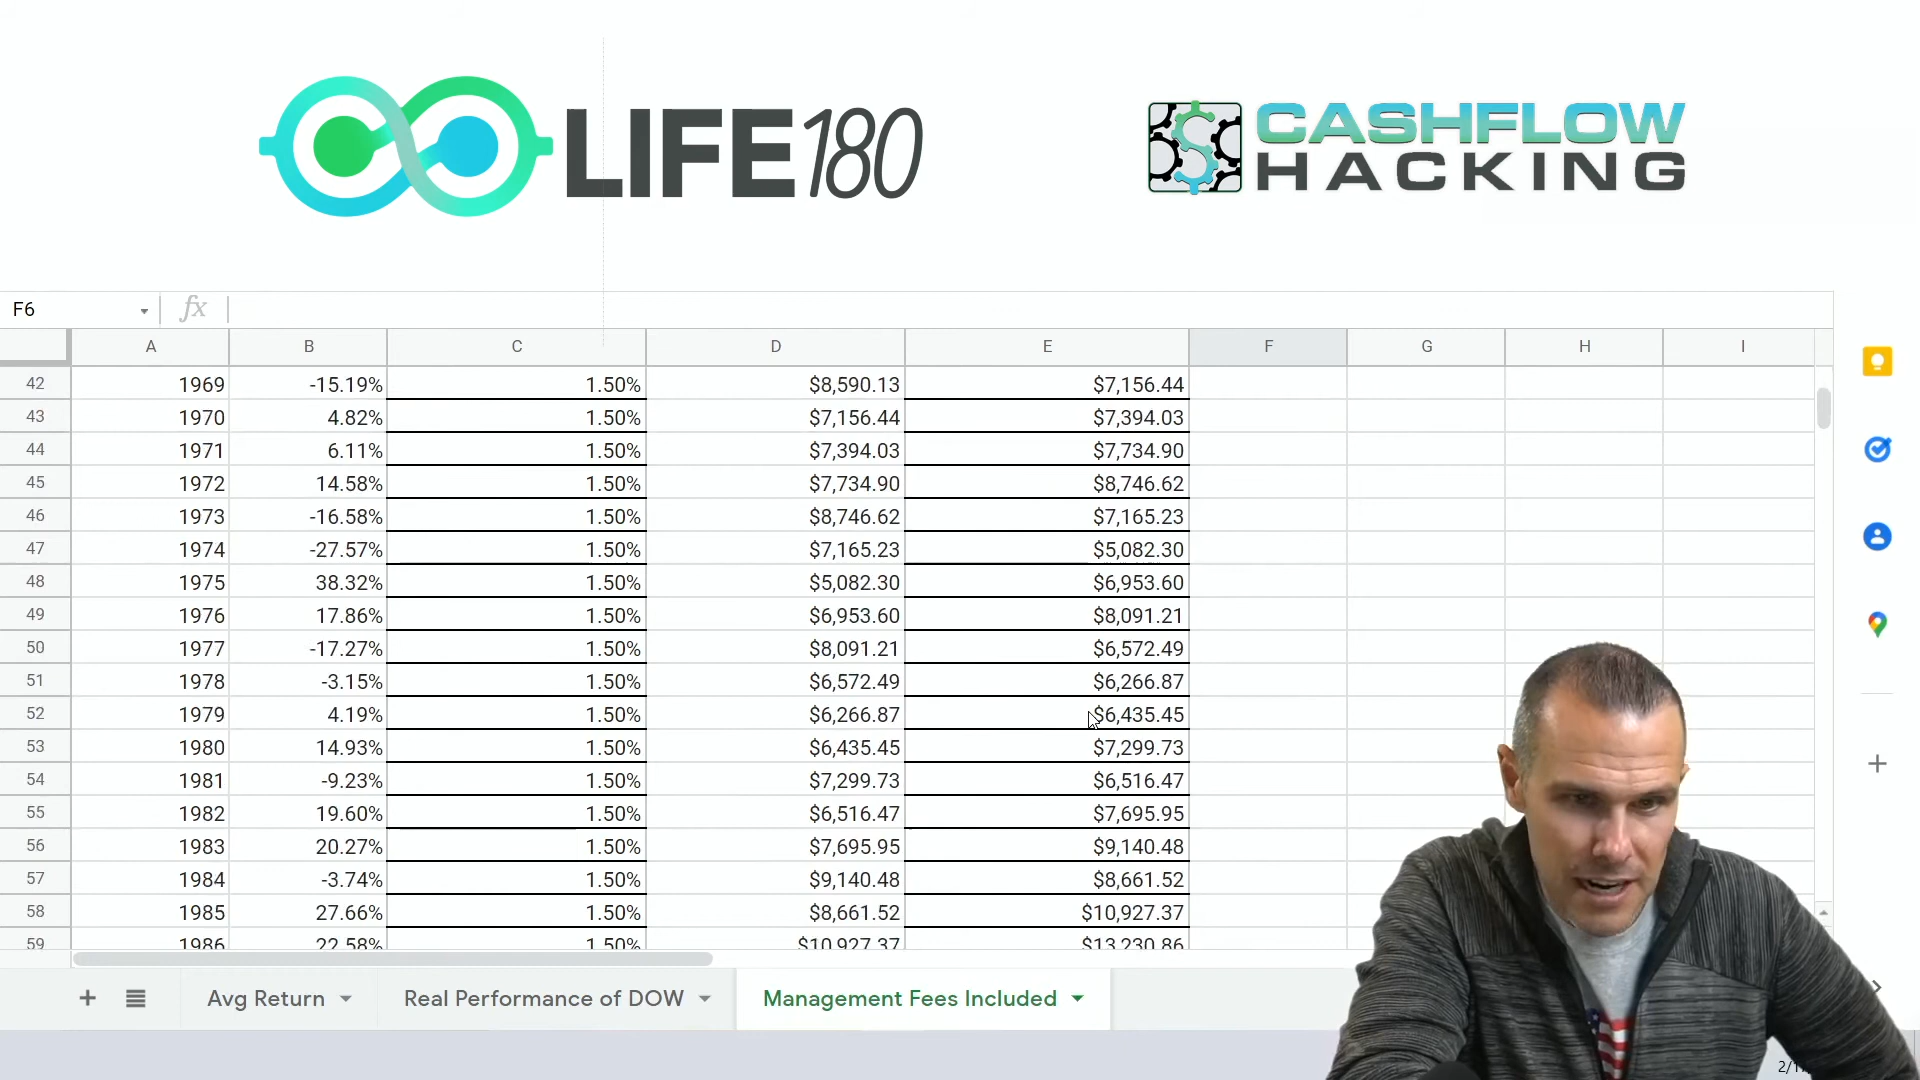 LIFE180
CASHFLOW
HACKING
F6 fx
A B C D E F G H I
42 1969 -15.19% 1.50% $8,590.13 $7,156.44
43 1970 4.82% 1.50% $7,156.44 $7,394.03
44 1971 6.11% 1.50% $7,394.03 $7,734.90
45 1972 14.58% 1.50% $7,734.90 $8,746.62
46 1973 -16.58% 1.50% $8,746.62 $7,165.23
47 1974 -27.57% 1.50% $7,165.23 $5,082.30
48 1975 38.32% 1.50% $5,082.30 $6,953.60
49 1976 17.86% 1.50% $6,953.60 $8,091.21
50 1977 -17.27% 1.50% $8,091.21 $6,572.49
51 1978 -3.15% 1.50% $6,572.49 $6,266.87
52 1979 4.19% 1.50% $6,266.87 $6,435.45
53 1980 14.93% 1.50% $6,435.45 $7,299.73
54 1981 -9.23% 1.50% $7,299.73 $6,516.47
55 1982 19.60% 1.50% $6,516.47 $7,695.95
56 1983 20.27% 1.50% $7,695.95 $9,140.48
57 1984 -3.74% 1.50% $9,140.48 $8,661.52
58 1985 27.66% 1.50% $8,661.52 $10,927.37
59 1986 22.58% 1.50% $10,927.37 $13,230.86
Avg Return Real Performance of DOW Management Fees Included